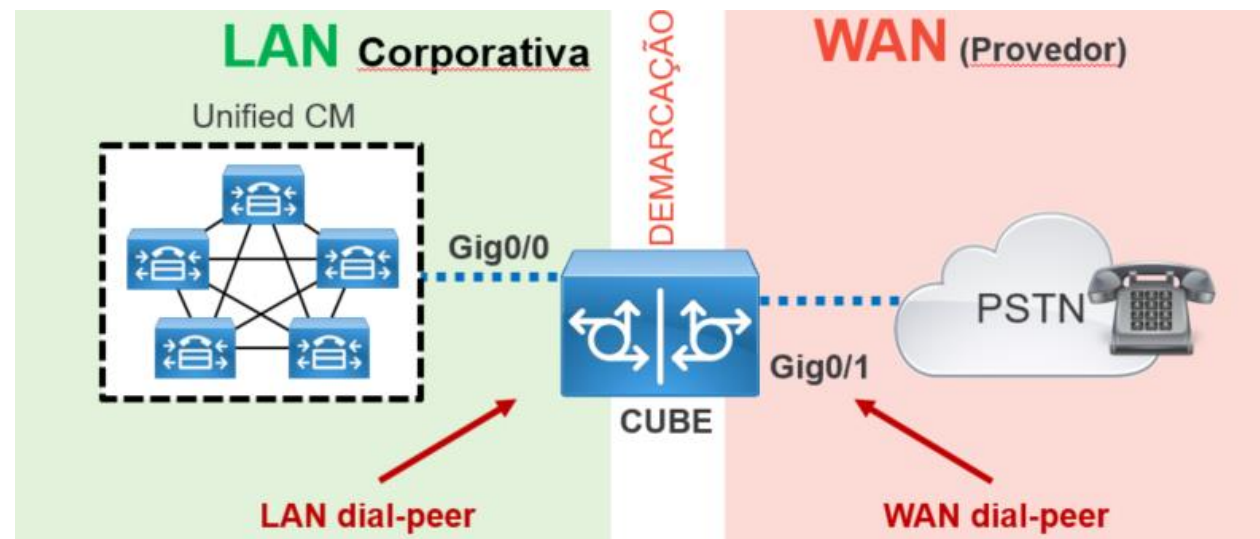 LAN Corporativa
DEMARCAÇÃO
WAN (Provedor)
Unified CM
Gig0/0
PSTN
Gig0/1
CUBE
LAN dial-peer
WAN dial-peer